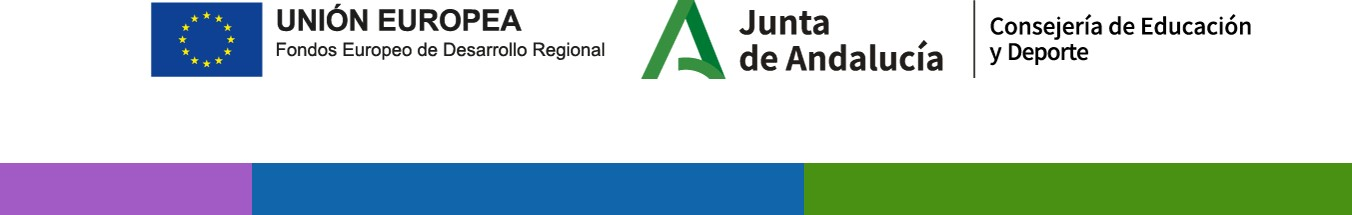 UNIÓN EUROPEA
Fondos Europeo de Desarrollo Regional
Junta
de Andalucía
Consejería de Educación
y Deporte